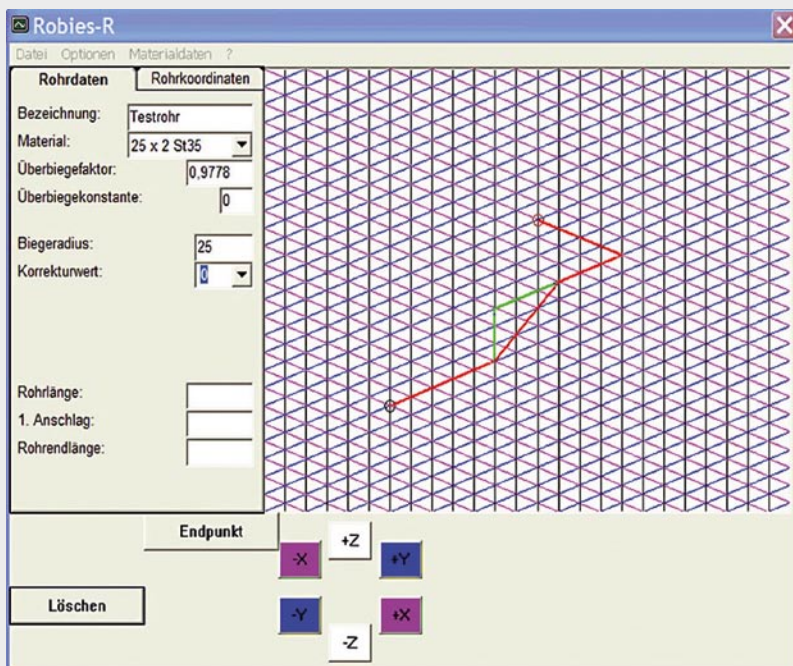 Robies-R
Datei Optionen Materialdaten ?
Rohrdaten Rohrkoordinaten
Bezeichnung: Testrohr
Material: 25 x 2 St35
Überbiegefaktor: 0,9778
Überbiegekonstante: 0
Biegeradius: 25
Korrekturwert: 0
Rohrlänge:
1. Anschlag:
Rohrendlänge:
Endpunkt
+Z
-X +Y
Löschen
-Y +X
-Z